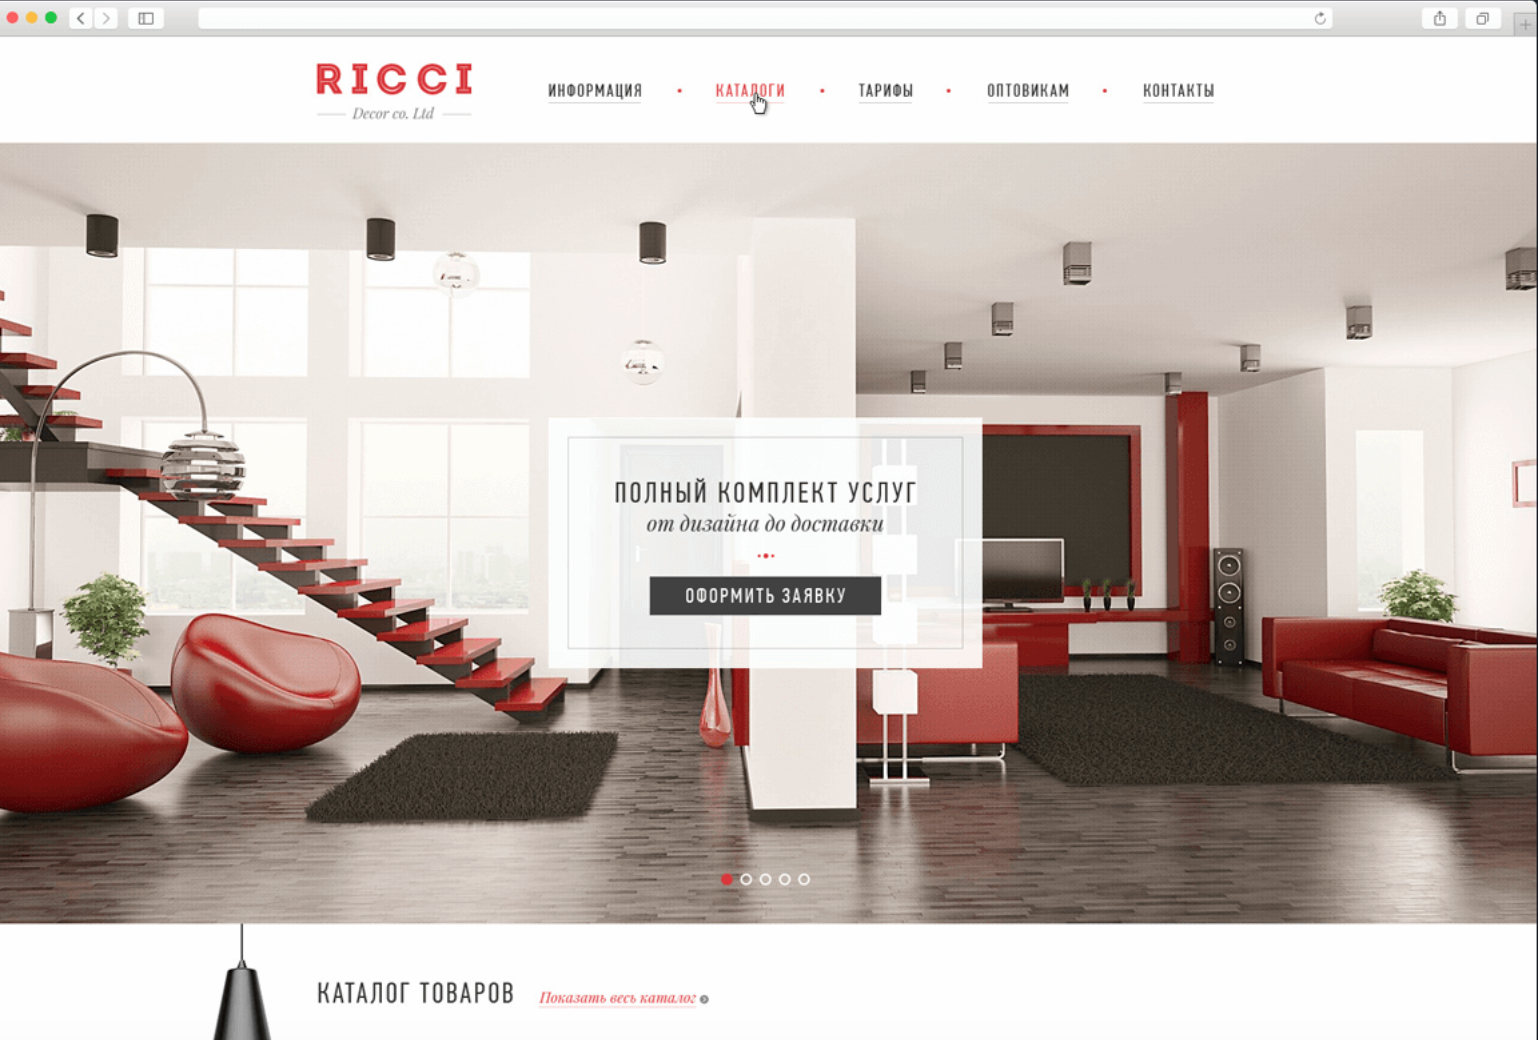 RICCI
Decor co. Ltd
ИНФОРМАЦИЯ • КАТАЛОГИ • ТАРИФЫ • ОПТОВИКАМ • КОНТАКТЫ
ПОЛНЫЙ КОМПЛЕКТ УСЛУГ
от дизайна до доставки
ОФОРМИТЬ ЗАЯВКУ
КАТАЛОГ ТОВАРОВ
Показать весь каталог